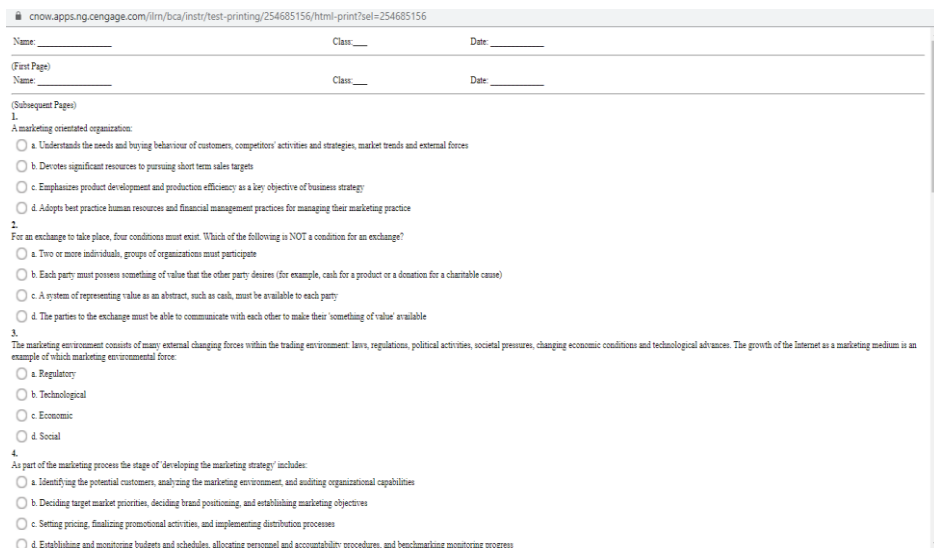 cnow.apps.ng.cengage.com/ilrn/bca/instr/test-printing/254685156/html-print?sel=254685156
Name: Class: Date:
(First Page)
Name: Class: Date:
(Subsequent Pages)
1.
A marketing orientated organization:
a. Understands the needs and buying behaviour of customers, competitors' activities and strategies, market trends and external forces
b. Devotes significant resources to pursuing short term sales targets
c. Emphasizes product development and production efficiency as a key objective of business strategy
d. Adopts best practice human resources and financial management practices for managing their marketing practice
2.
For an exchange to take place, four conditions must exist. Which of the following is NOT a condition for an exchange?
a. Two or more individuals, groups of organizations must participate
b. Each party must possess something of value that the other party desires (for example, cash for a product or a donation for a charitable cause)
c. A system of representing value as an abstract, such as cash, must be available to each party
d. The parties to the exchange must be able to communicate with each other to make their 'something of value' available
3.
The marketing environment consists of many external changing forces within the trading environment: laws, regulations, political activities, societal pressures, changing economic conditions and technological advances. The growth of the Internet as a marketing medium is an
example of which marketing environmental force:
a. Regulatory
b. Technological
c. Economic
d. Social
4.
As part of the marketing process the stage of 'developing the marketing strategy' includes:
a. Identifying the potential customers, analyzing the marketing environment, and auditing organizational capabilities
b. Deciding target market priorities, deciding brand positioning, and establishing marketing objectives
c. Setting pricing, finalizing promotional activities, and implementing distribution processes
d. Establishing and monitoring budgets and schedules, allocating personnel and accountability procedures, and benchmarking monitoring progress